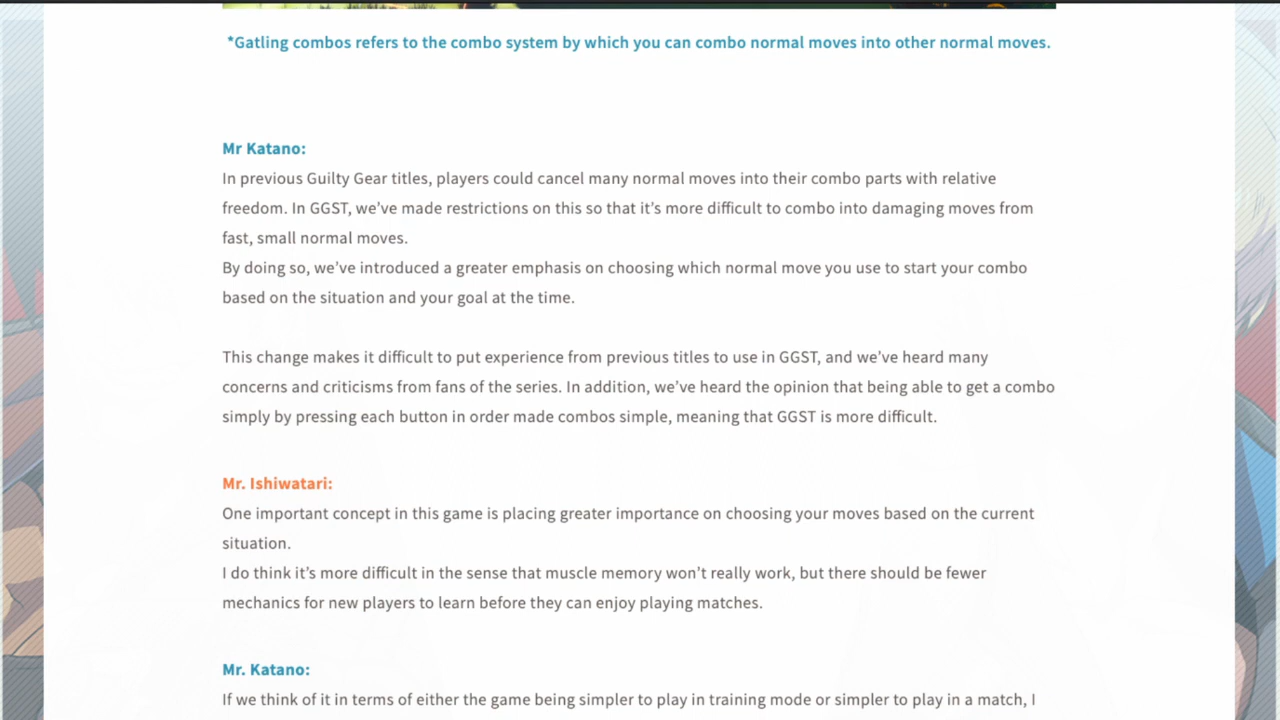 *Gatling combos refers to the combo system by which you can combo normal moves into other normal moves.
Mr Katano:
In previous Guilty Gear titles, players could cancel many normal moves into their combo parts with relative
freedom. In GGST, we’ve made restrictions on this so that it’s more difficult to combo into damaging moves from
fast, small normal moves.
By doing so, we’ve introduced a greater emphasis on choosing which normal move you use to start your combo
based on the situation and your goal at the time.
This change makes it difficult to put experience from previous titles to use in GGST, and we’ve heard many
concerns and criticisms from fans of the series. In addition, we’ve heard the opinion that being able to get a combo
simply by pressing each button in order made combos simple, meaning that GGST is more difficult.
Mr. Ishiwatari:
One important concept in this game is placing greater importance on choosing your moves based on the current
situation.
I do think it’s more difficult in the sense that muscle memory won’t really work, but there should be fewer
mechanics for new players to learn before they can enjoy playing matches.
Mr. Katano:
If we think of it in terms of either the game being simpler to play in training mode or simpler to play in a match, I